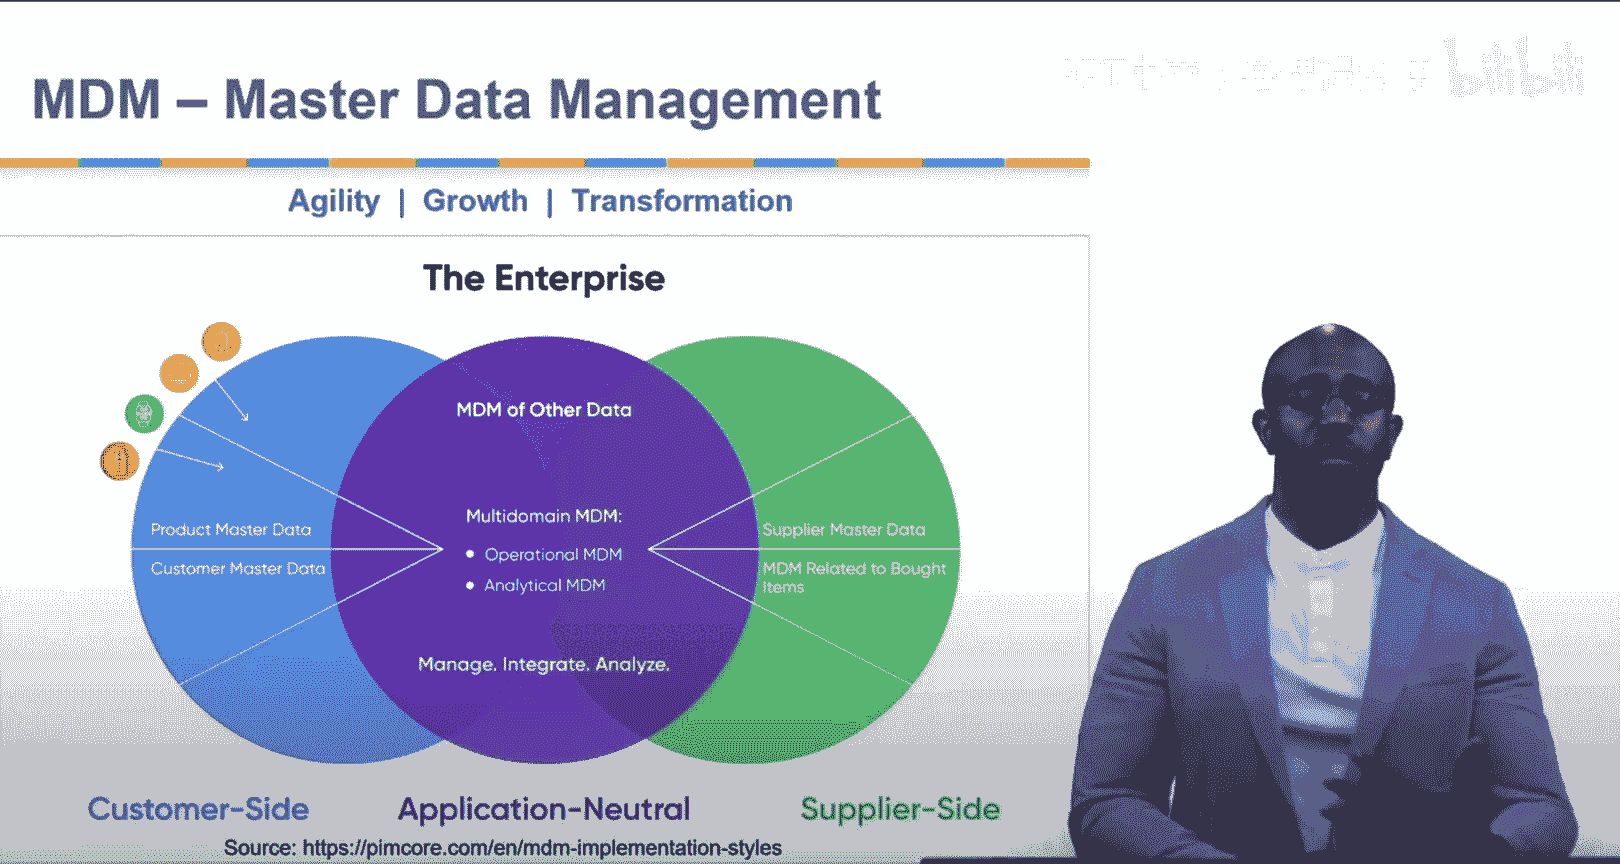 bilibili
MDM – Master Data Management
Agility | Growth | Transformation
The Enterprise
MDM of Other Data
Multidomain MDM:
• Operational MDM
• Analytical MDM
Manage. Integrate. Analyze.
Product Master Data
Customer Master Data
Supplier Master Data
MDM Related to Bought
Items
Customer-Side
Application-Neutral
Supplier-Side
Source: https://pimcore.com/en/mdm-implementation-styles